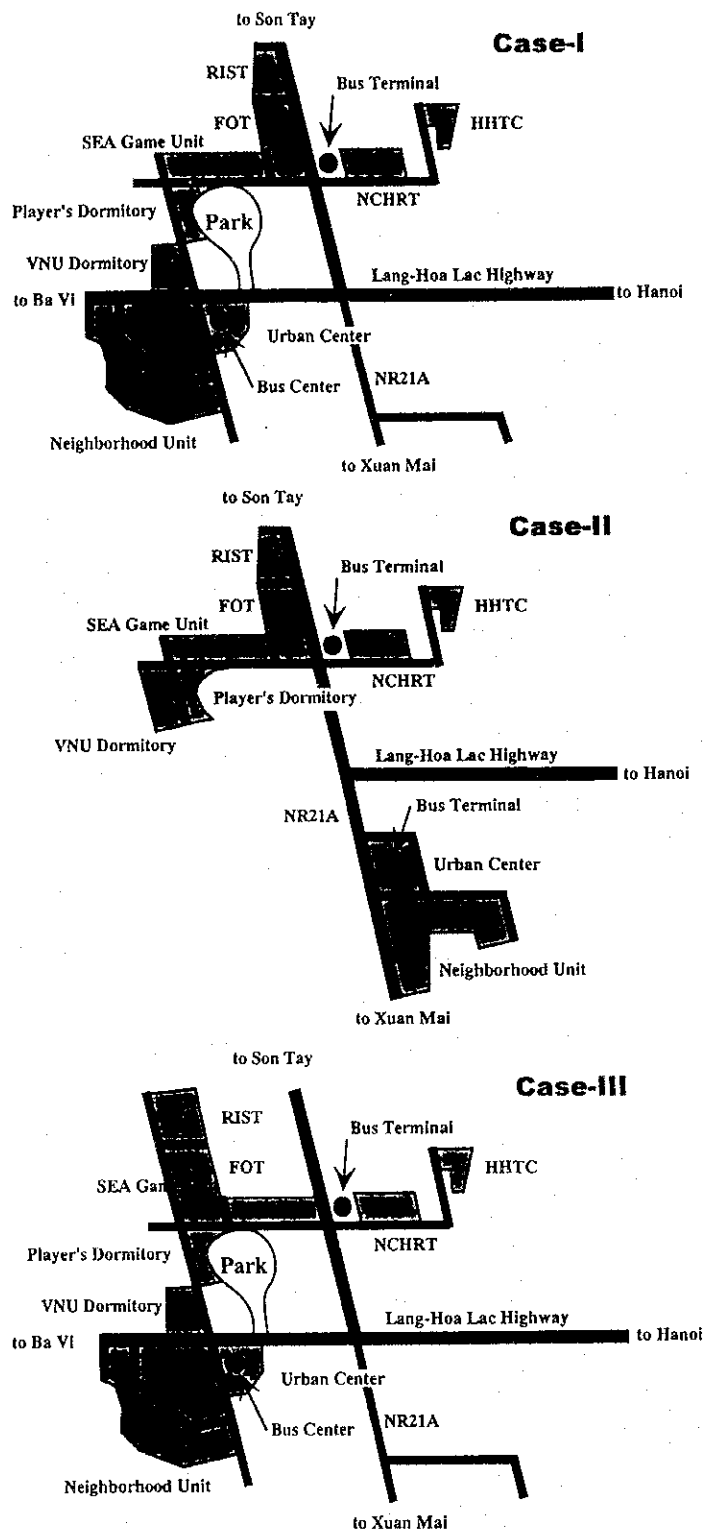 to Son Tay
Case-I
RIST
Bus Terminal
FOT
HHTC
SEA Game Unit
NCHRT
Player's Dormitory
Park
VNU Dormitory
Lang-Hoa Lac Highway
to Ba Vi
to Hanoi
Urban Center
NR21A
Bus Center
Neighborhood Unit
to Xuan Mai
to Son Tay
Case-II
RIST
Bus Terminal
FOT
HHTC
SEA Game Unit
NCHRT
Player's Dormitory
VNU Dormitory
Lang-Hoa Lac Highway
to Hanoi
Bus Terminal
NR21A
Urban Center
Neighborhood Unit
to Xuan Mai
to Son Tay
Case-III
RIST
Bus Terminal
FOT
HHTC
SEA Gam
NCHRT
Player's Dormitory
Park
VNU Dormitory
Lang-Hoa Lac Highway
to Ba Vi
to Hanoi
Urban Center
NR21A
Bus Center
Neighborhood Unit
to Xuan Mai